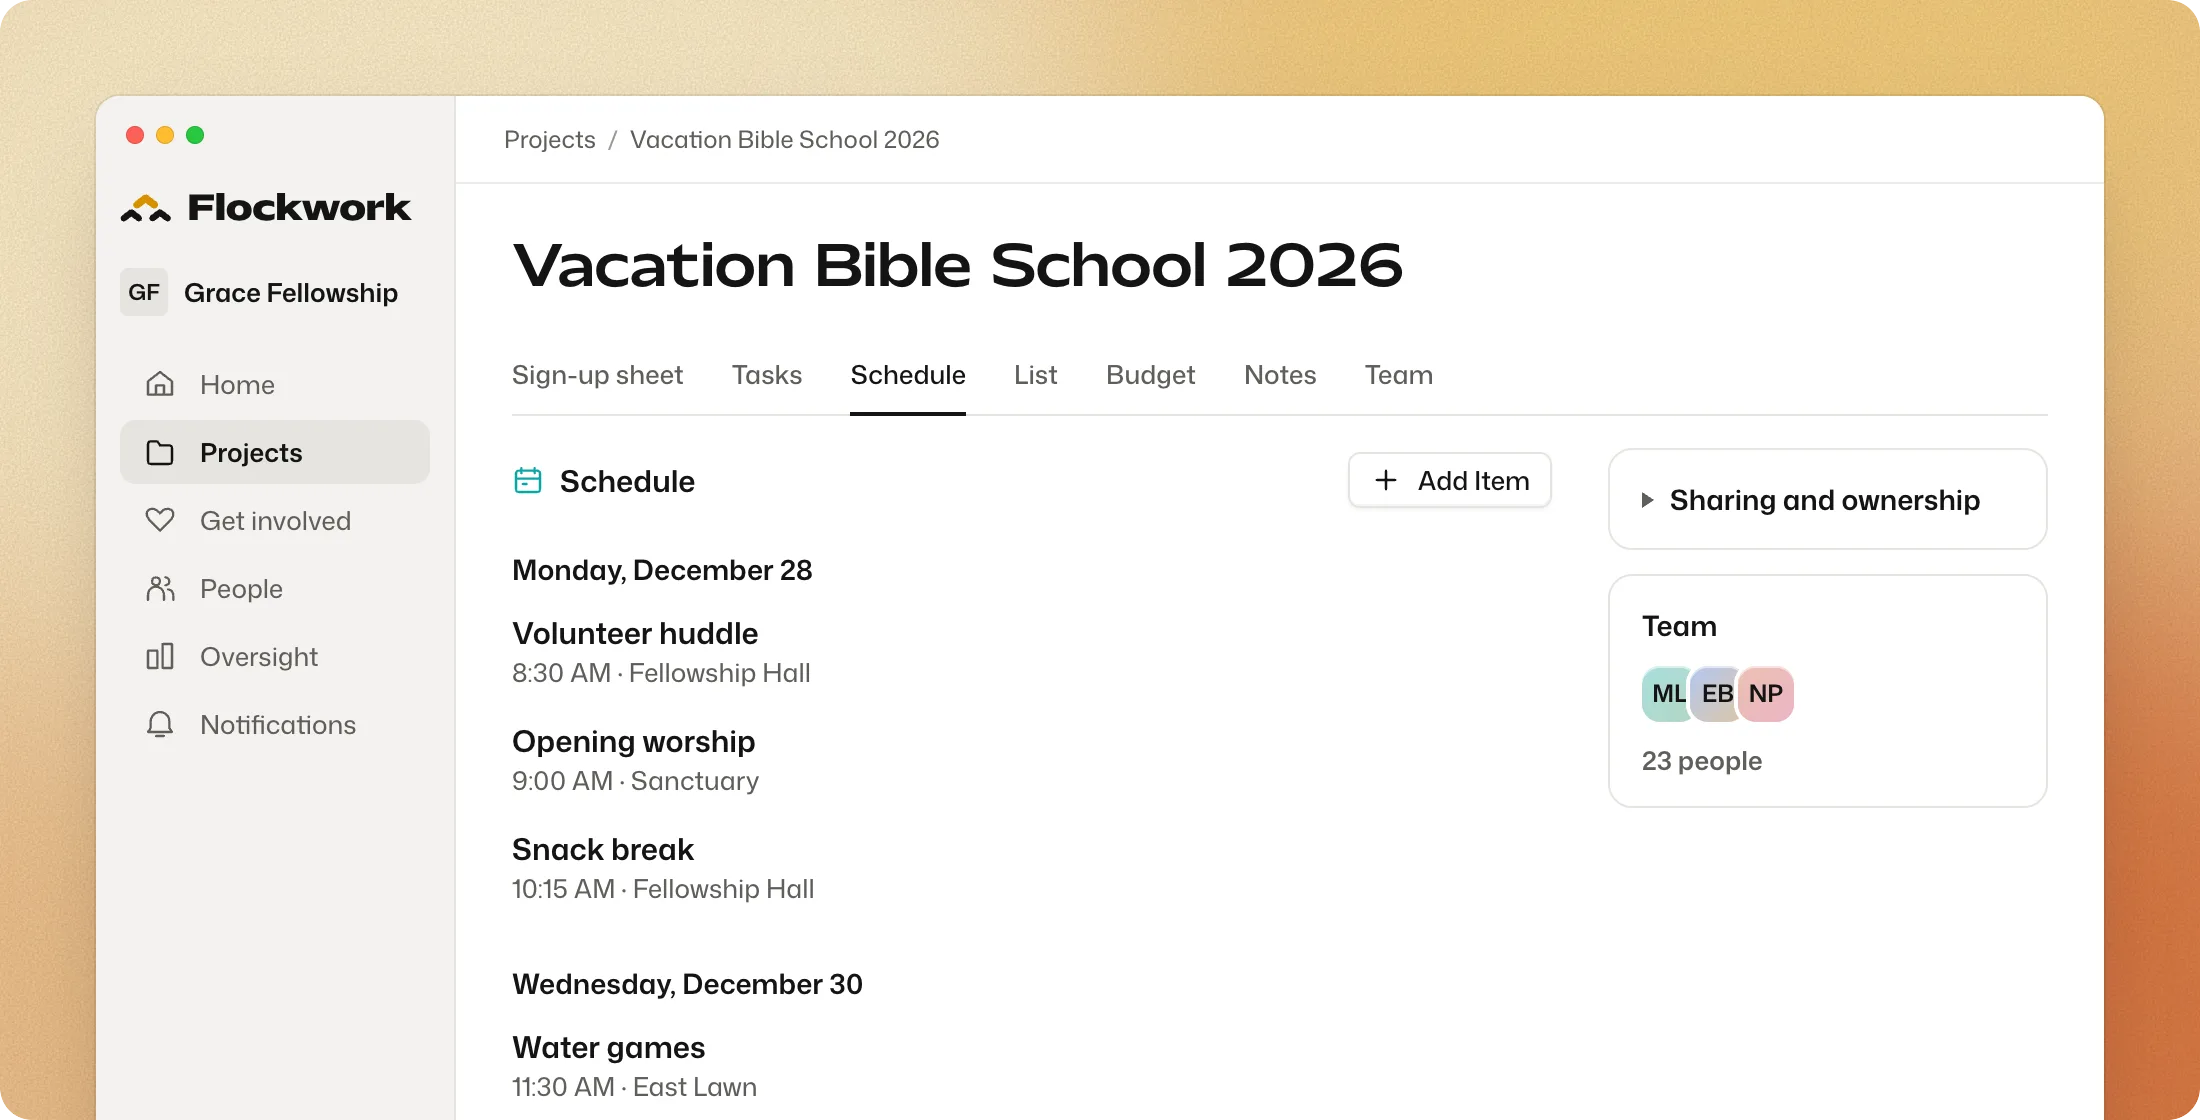 Projects / Vacation Bible School 2026
Flockwork
GF Grace Fellowship
Home
Projects
Get involved
People
Oversight
Notifications
Vacation Bible School 2026
Sign-up sheet Tasks Schedule List Budget Notes Team
Schedule
+ Add Item
Monday, December 28
Volunteer huddle
8:30 AM · Fellowship Hall
Opening worship
9:00 AM · Sanctuary
Snack break
10:15 AM · Fellowship Hall
Wednesday, December 30
Water games
11:30 AM · East Lawn
Sharing and ownership
Team
ML EB NP
23 people